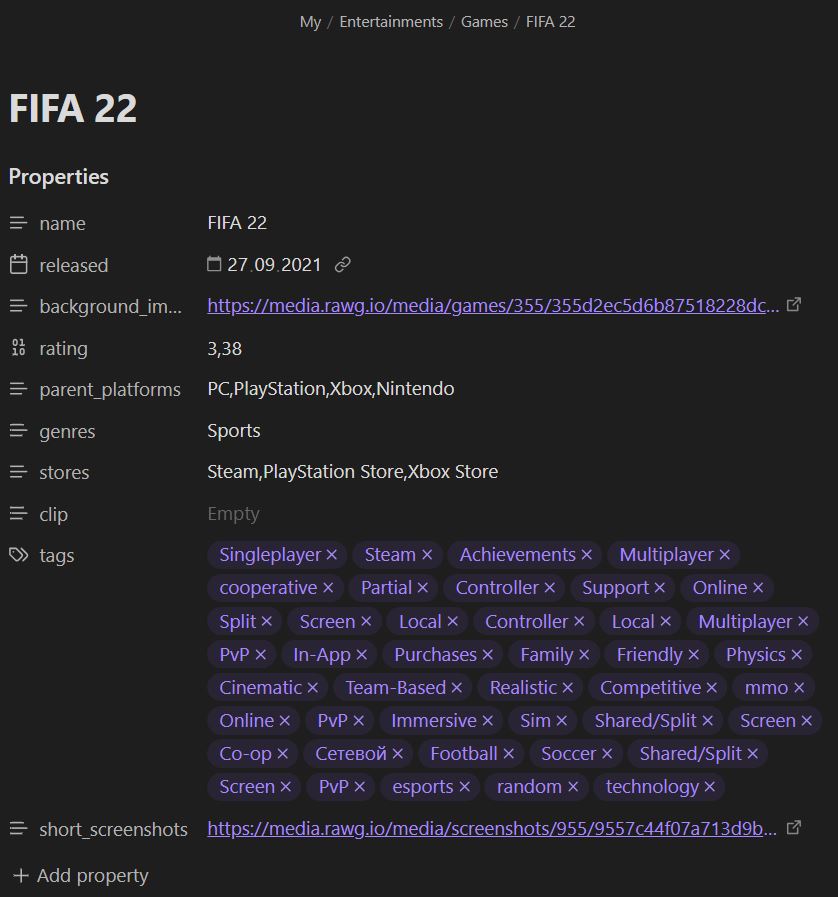 My / Entertainments / Games / FIFA 22
FIFA 22
Properties
name FIFA 22
released 27.09.2021
background_im... https://media.rawg.io/media/games/355/355d2ec5d6b87518228dc...
rating 3,38
parent_platforms PC,PlayStation,Xbox,Nintendo
genres Sports
stores Steam,PlayStation Store,Xbox Store
clip Empty
tags Singleplayer × Steam × Achievements × Multiplayer ×
cooperative × Partial × Controller × Support × Online ×
Split × Screen × Local × Controller × Local × Multiplayer ×
PvP × In-App × Purchases × Family × Friendly × Physics ×
Cinematic × Team-Based × Realistic × Competitive × mmo ×
Online × PvP × Immersive × Sim × Shared/Split × Screen ×
Co-op × Сетевой × Football × Soccer × Shared/Split ×
Screen × PvP × esports × random × technology ×
short_screenshots https://media.rawg.io/media/screenshots/955/9557c44f07a713d9b...
+ Add property